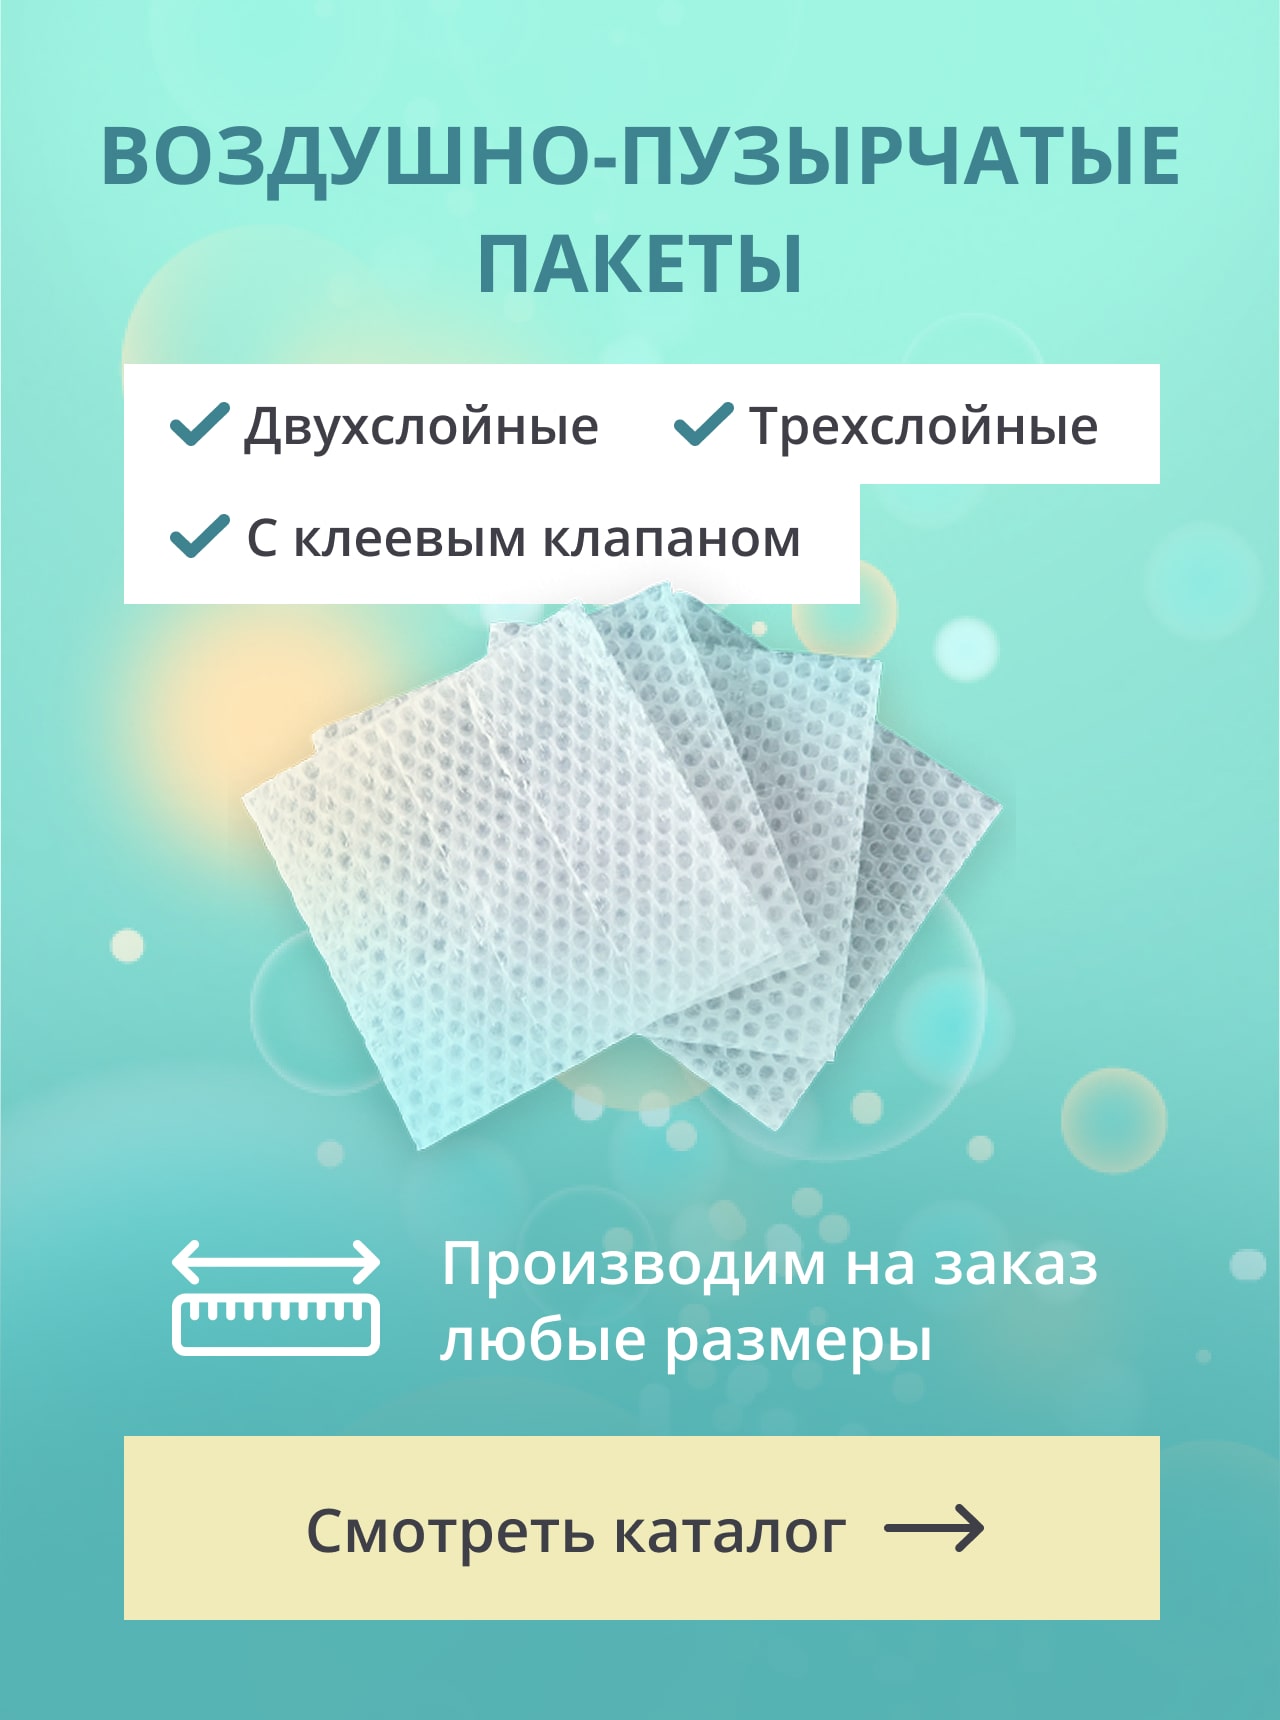 ВОЗДУШНО-ПУЗЫРЧАТЫЕ
ПАКЕТЫ
Двухслойные Трехслойные
С клеевым клапаном
Производим на заказ
любые размеры
Смотреть каталог